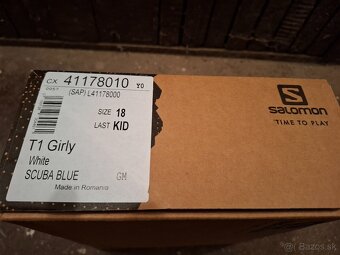 CX 41178010 Y0
0957
(SAP) L41178000
SIZE 18
LAST KID
T1 Girly
White
SCUBA BLUE GM
Made in Romania
salomon
TIME TO PLAY
Bazos.sk